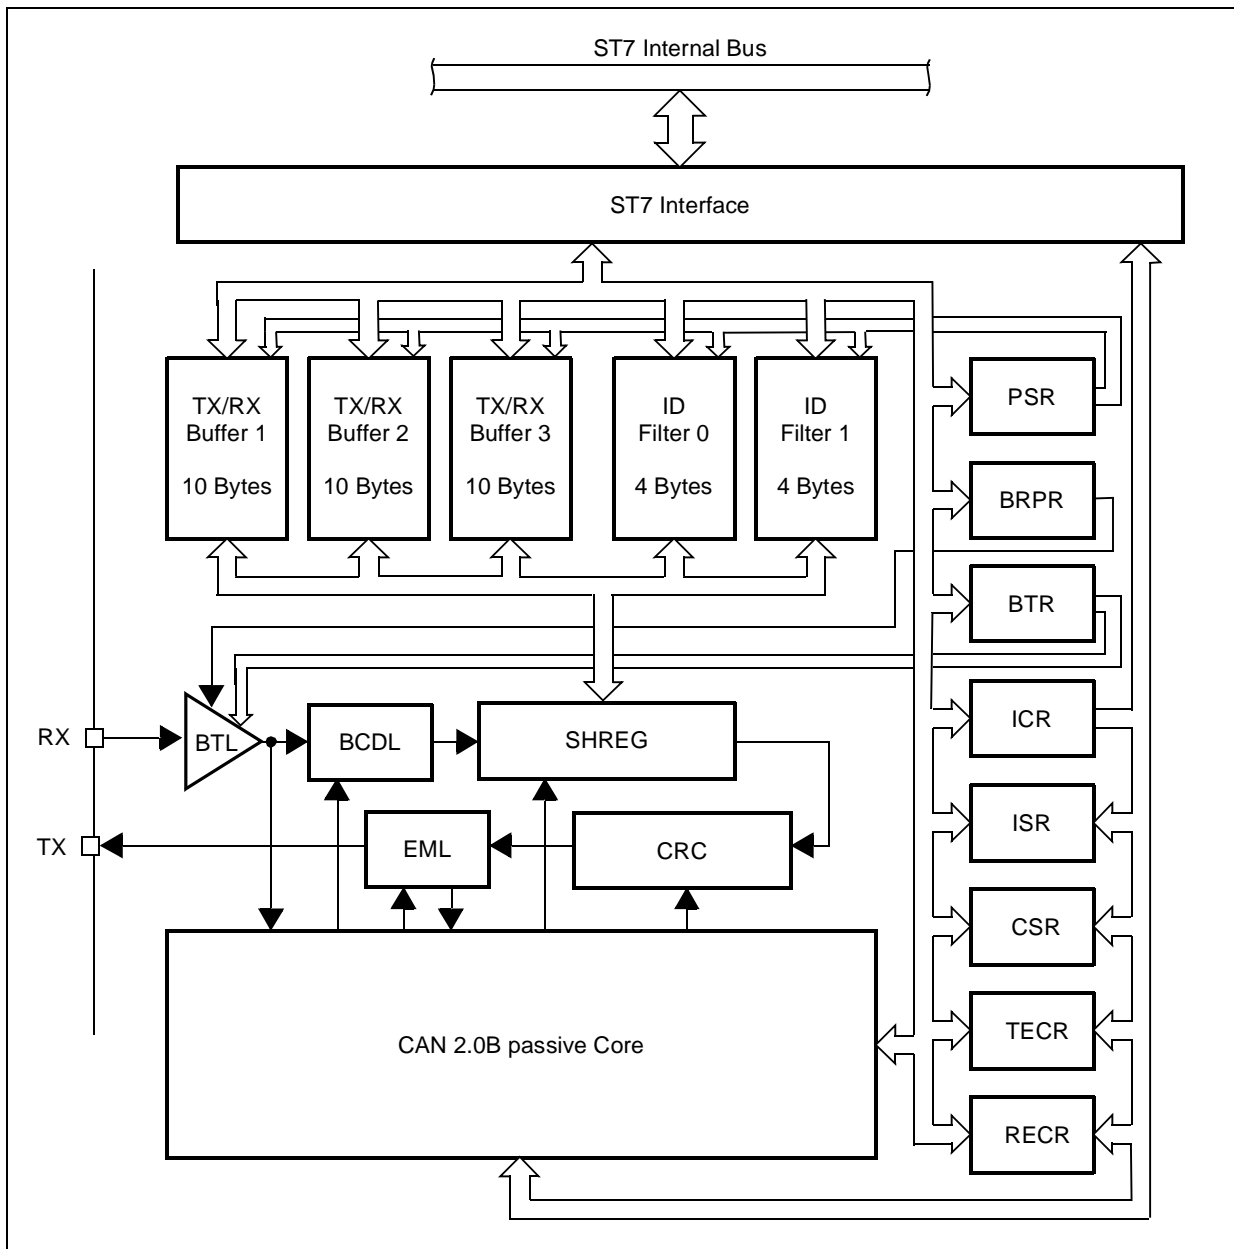 ST7 Internal Bus
ST7 Interface
TX/RX
Buffer 1
10 Bytes
TX/RX
Buffer 2
10 Bytes
TX/RX
Buffer 3
10 Bytes
ID
Filter 0
4 Bytes
ID
Filter 1
4 Bytes
PSR
BRPR
BTR
ICR
ISR
CSR
TECR
RECR
RX
BTL
BCDL
SHREG
TX
EML
CRC
CAN 2.0B passive Core